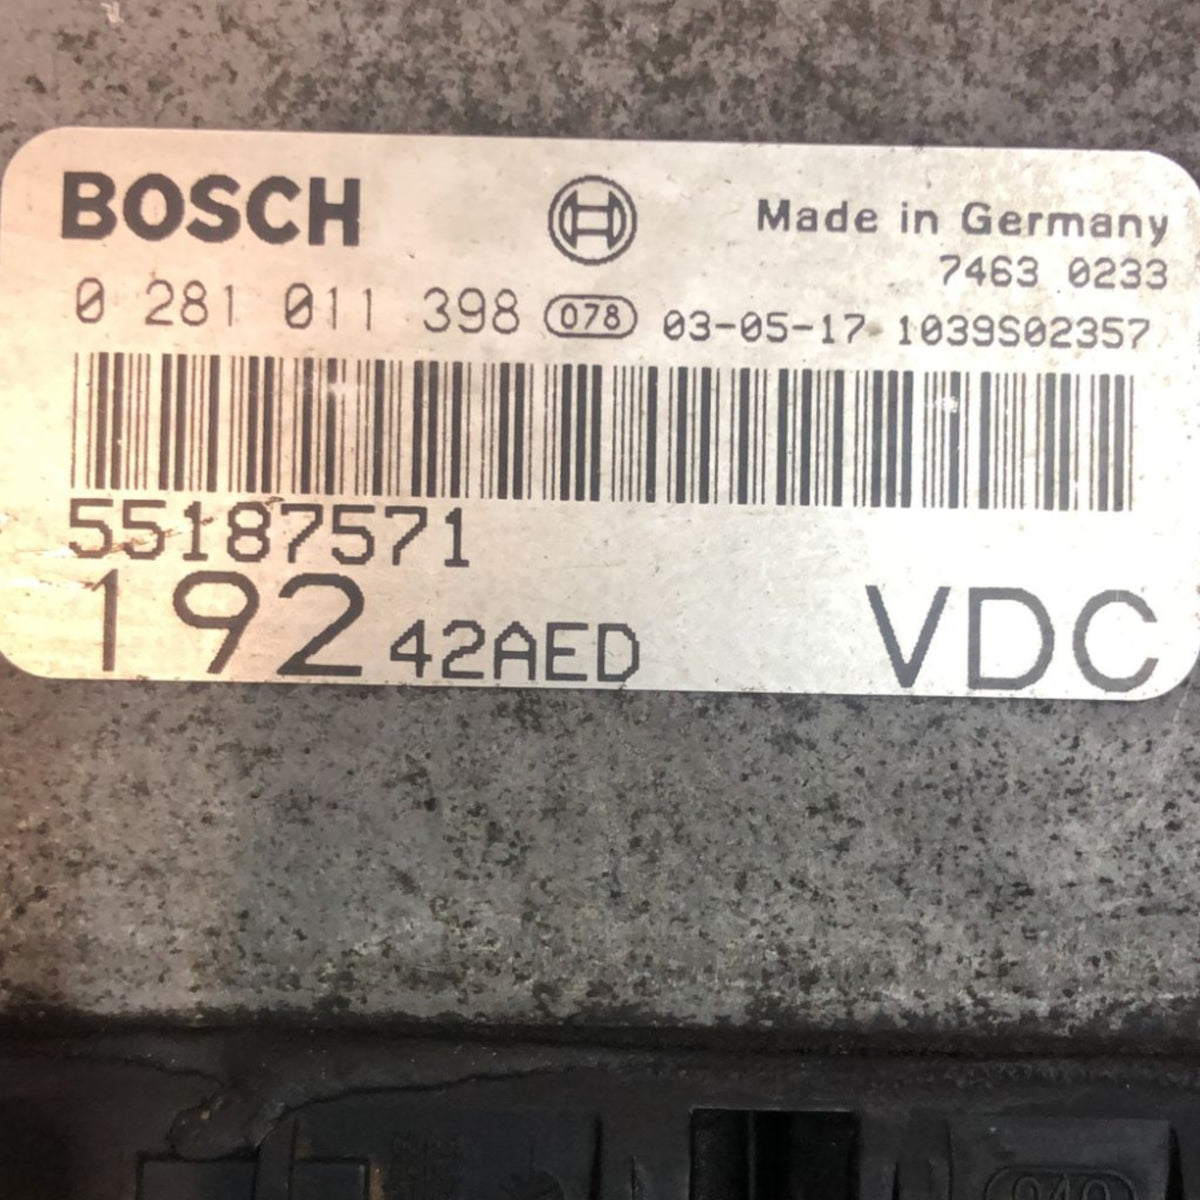 BOSCH
Made in Germany
7463 0233
0 281 011 398 078 03-05-17 1039S02357
55187571
192 42AED VDC